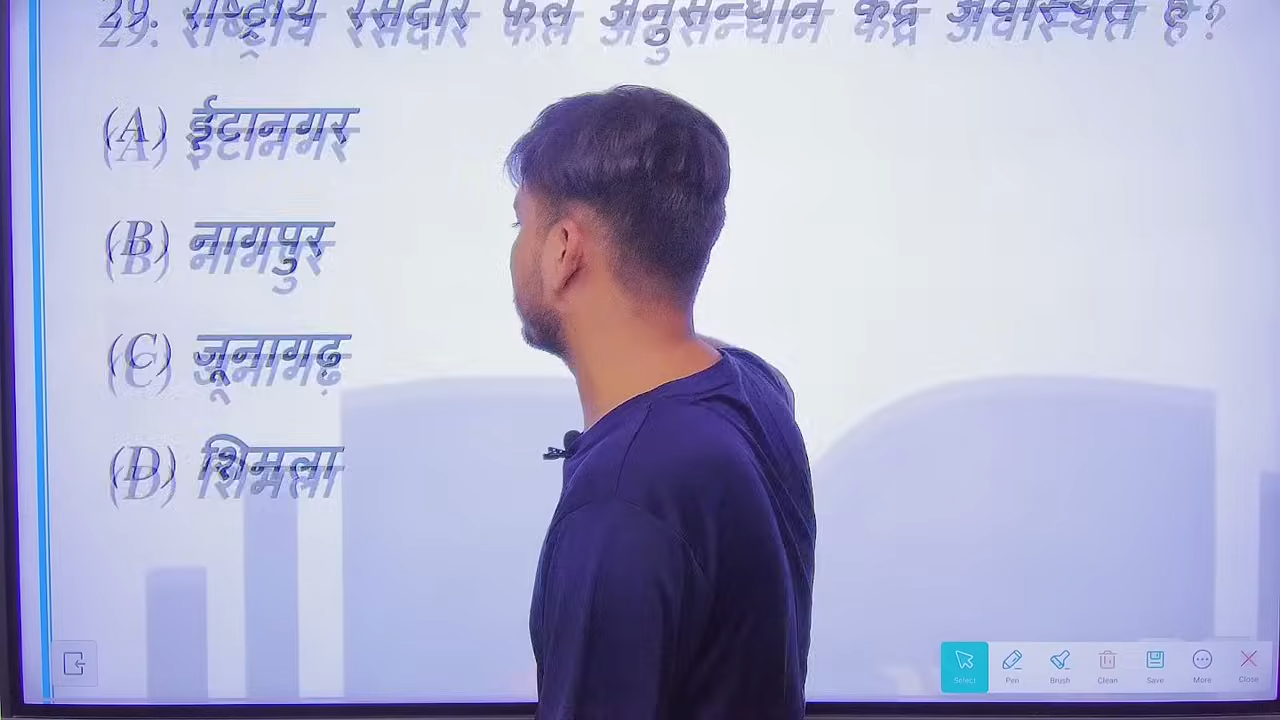 29. राष्ट्रीय रसदार फल अनुसन्धान केंद्र अवस्थित है?
(A) ईटानगर
(B) नागपुर
(C) जूनागढ़
(D) शिमला
Select
Pen
Brush
Clean
Save
More
Close